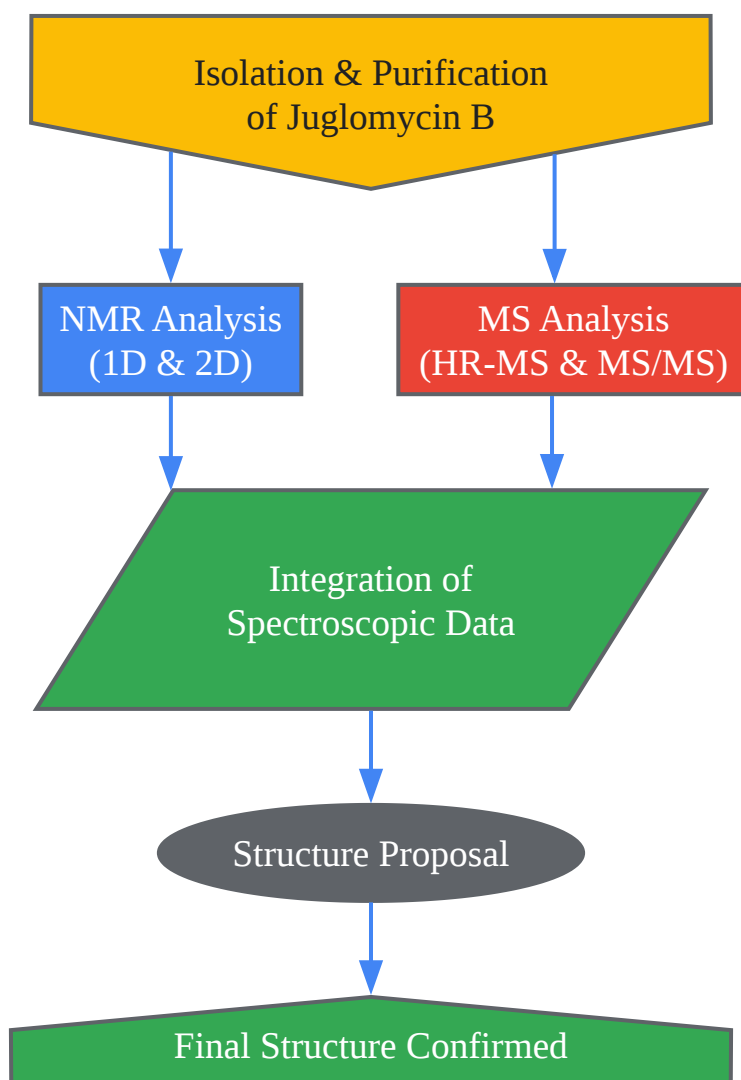 Isolation & Purification
of Juglomycin B
NMR Analysis
(1D & 2D)
MS Analysis
(HR-MS & MS/MS)
Integration of
Spectroscopic Data
Structure Proposal
Final Structure Confirmed